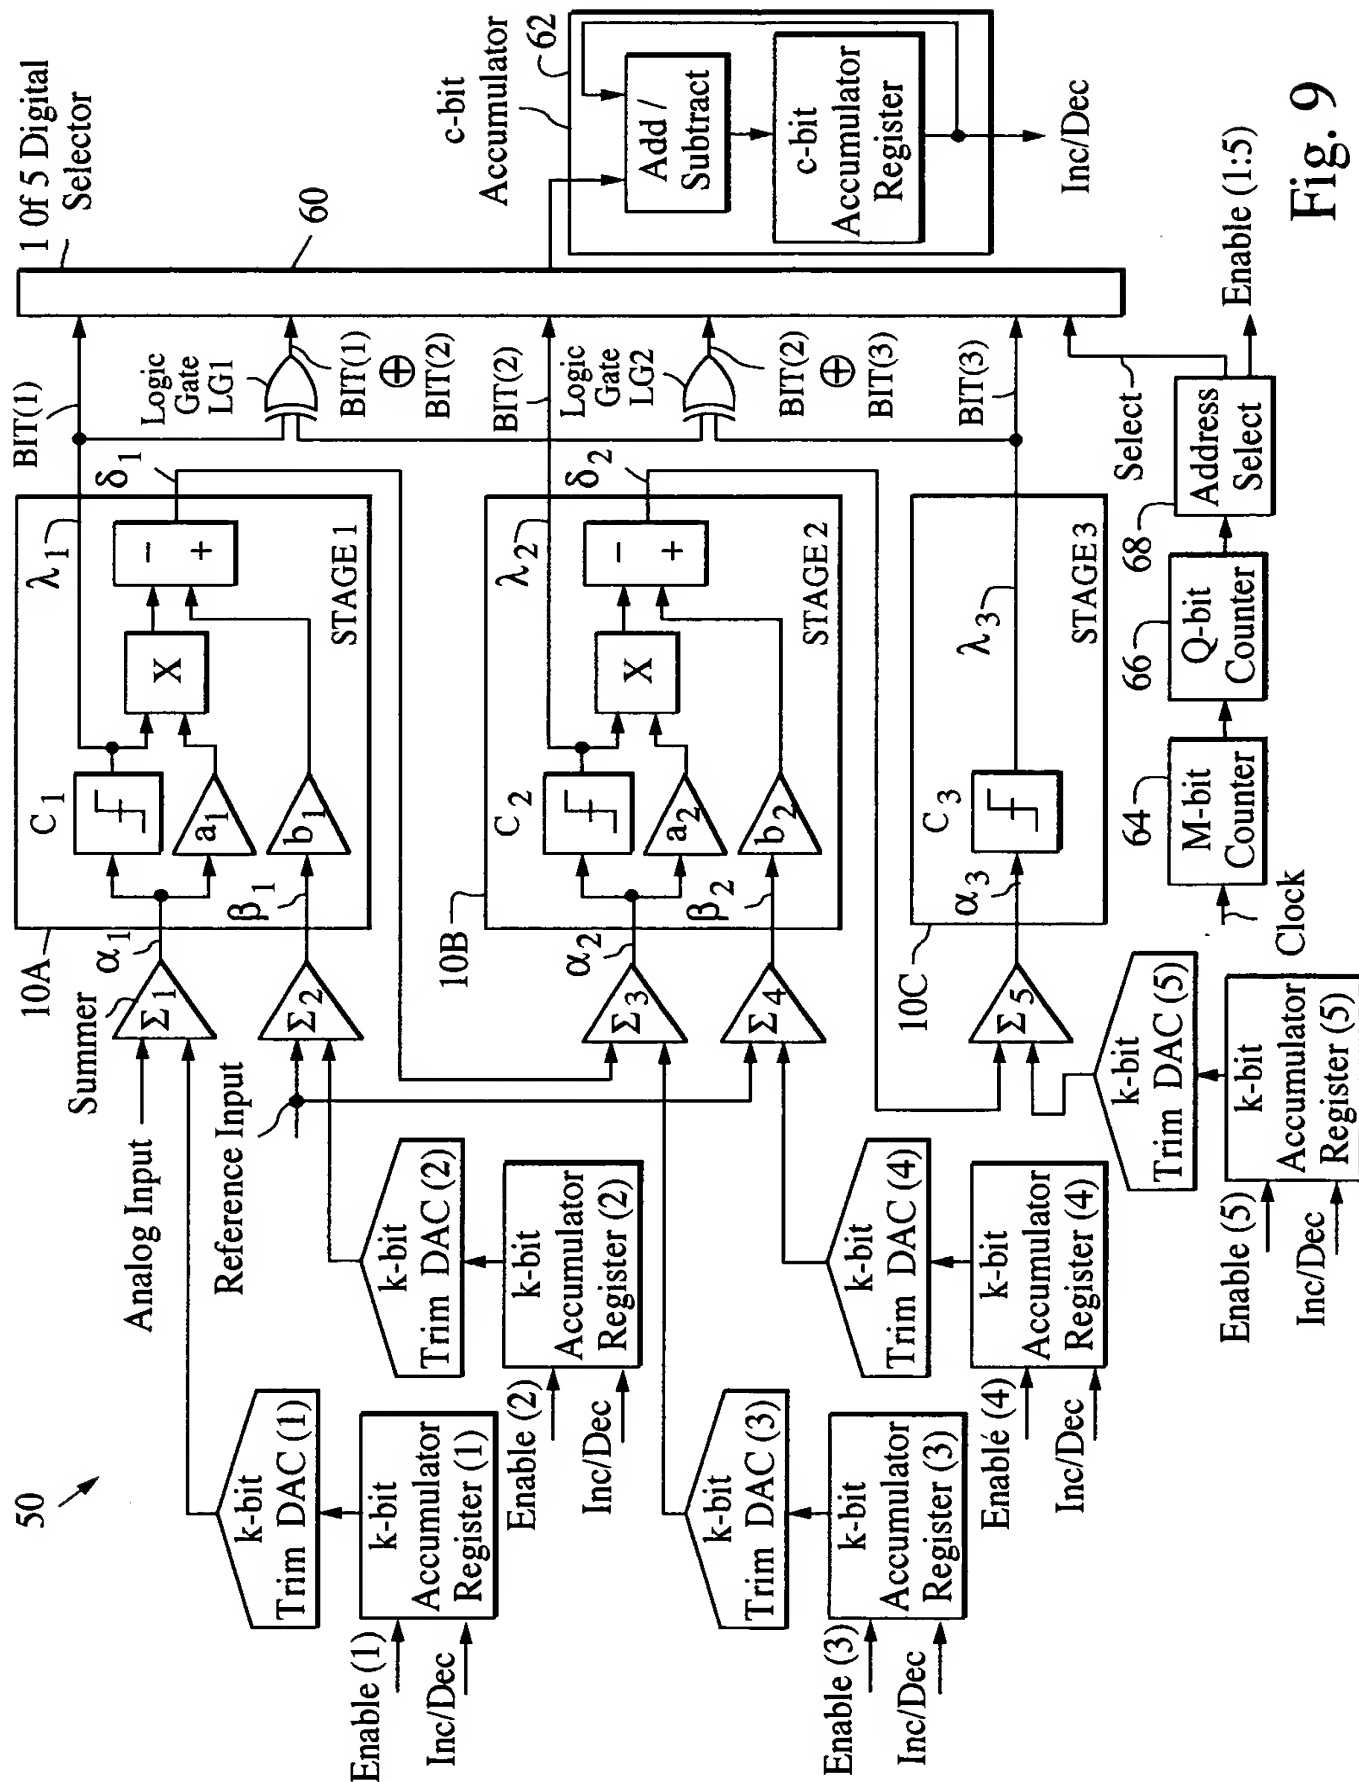 50
Analog Input
Summer
Σ1
α1
10A
C1
a1
b1
β1
X
−
+
λ1
δ1
STAGE 1
BIT(1)
Logic
Gate
LG1
BIT(1)
⊕
BIT(2)
1 0f 5 Digital
Selector
60
Reference Input
Σ2
k-bit
Trim DAC (1)
k-bit
Accumulator
Register (1)
Enable (1)
Inc/Dec
k-bit
Trim DAC (2)
k-bit
Accumulator
Register (2)
Enable (2)
Inc/Dec
Σ3
α2
10B
C2
a2
b2
β2
X
−
+
λ2
δ2
STAGE 2
BIT(2)
Logic
Gate
LG2
BIT(2)
⊕
BIT(3)
Σ4
k-bit
Trim DAC (3)
k-bit
Accumulator
Register (3)
Enable (3)
Inc/Dec
k-bit
Trim DAC (4)
k-bit
Accumulator
Register (4)
Enablé (4)
Inc/Dec
Σ5
10C
α3
C3
λ3
STAGE 3
BIT(3)
k-bit
Trim DAC (5)
k-bit
Accumulator
Register (5)
Enable (5)
Inc/Dec
c-bit
Accumulator
62
Add /
Subtract
c-bit
Accumulator
Register
Inc/Dec
Clock
64
M-bit
Counter
66
Q-bit
Counter
68
Address
Select
Select
Enable (1:5)
Fig. 9